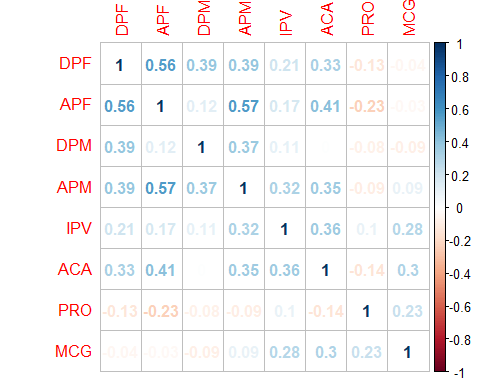 DPF APF DPM APM IPV ACA PRO MCG
DPF 1 0.56 0.39 0.39 0.21 0.33 -0.13 -0.04
APF 0.56 1 0.12 0.57 0.17 0.41 -0.23 -0.03
DPM 0.39 0.12 1 0.37 0.11 -0.08 -0.09
APM 0.39 0.57 0.37 1 0.32 0.35 -0.09 0.09
IPV 0.21 0.17 0.11 0.32 1 0.36 0.1 0.28
ACA 0.33 0.41 0.35 0.36 1 -0.14 0.3
PRO -0.13 -0.23 -0.08 -0.09 0.1 -0.14 1 0.23
MCG -0.04 -0.03 -0.09 0.09 0.28 0.3 0.23 1
1
0.8
0.6
0.4
0.2
0
-0.2
-0.4
-0.6
-0.8
-1